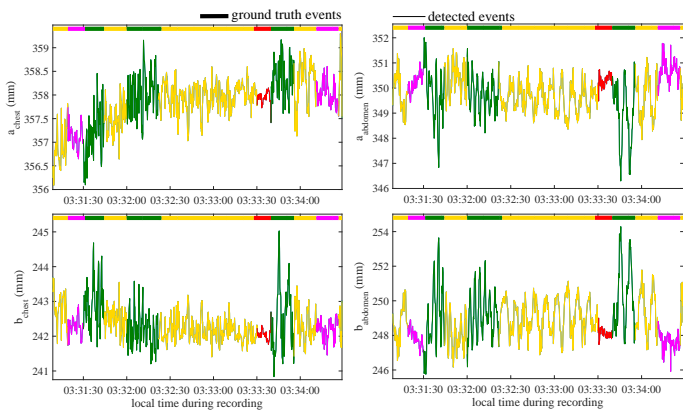 ground truth events
detected events
359
358.5
358
357.5
357
356.5
356
a_chest (mm)
03:31:30 03:32:00 03:32:30 03:33:00 03:33:30 03:34:00
352
351
350
349
348
347
346
a_abdomen (mm)
03:31:30 03:32:00 03:32:30 03:33:00 03:33:30 03:34:00
245
244
243
242
241
b_chest (mm)
03:31:30 03:32:00 03:32:30 03:33:00 03:33:30 03:34:00
local time during recording
254
252
250
248
246
b_abdomen (mm)
03:31:30 03:32:00 03:32:30 03:33:00 03:33:30 03:34:00
local time during recording